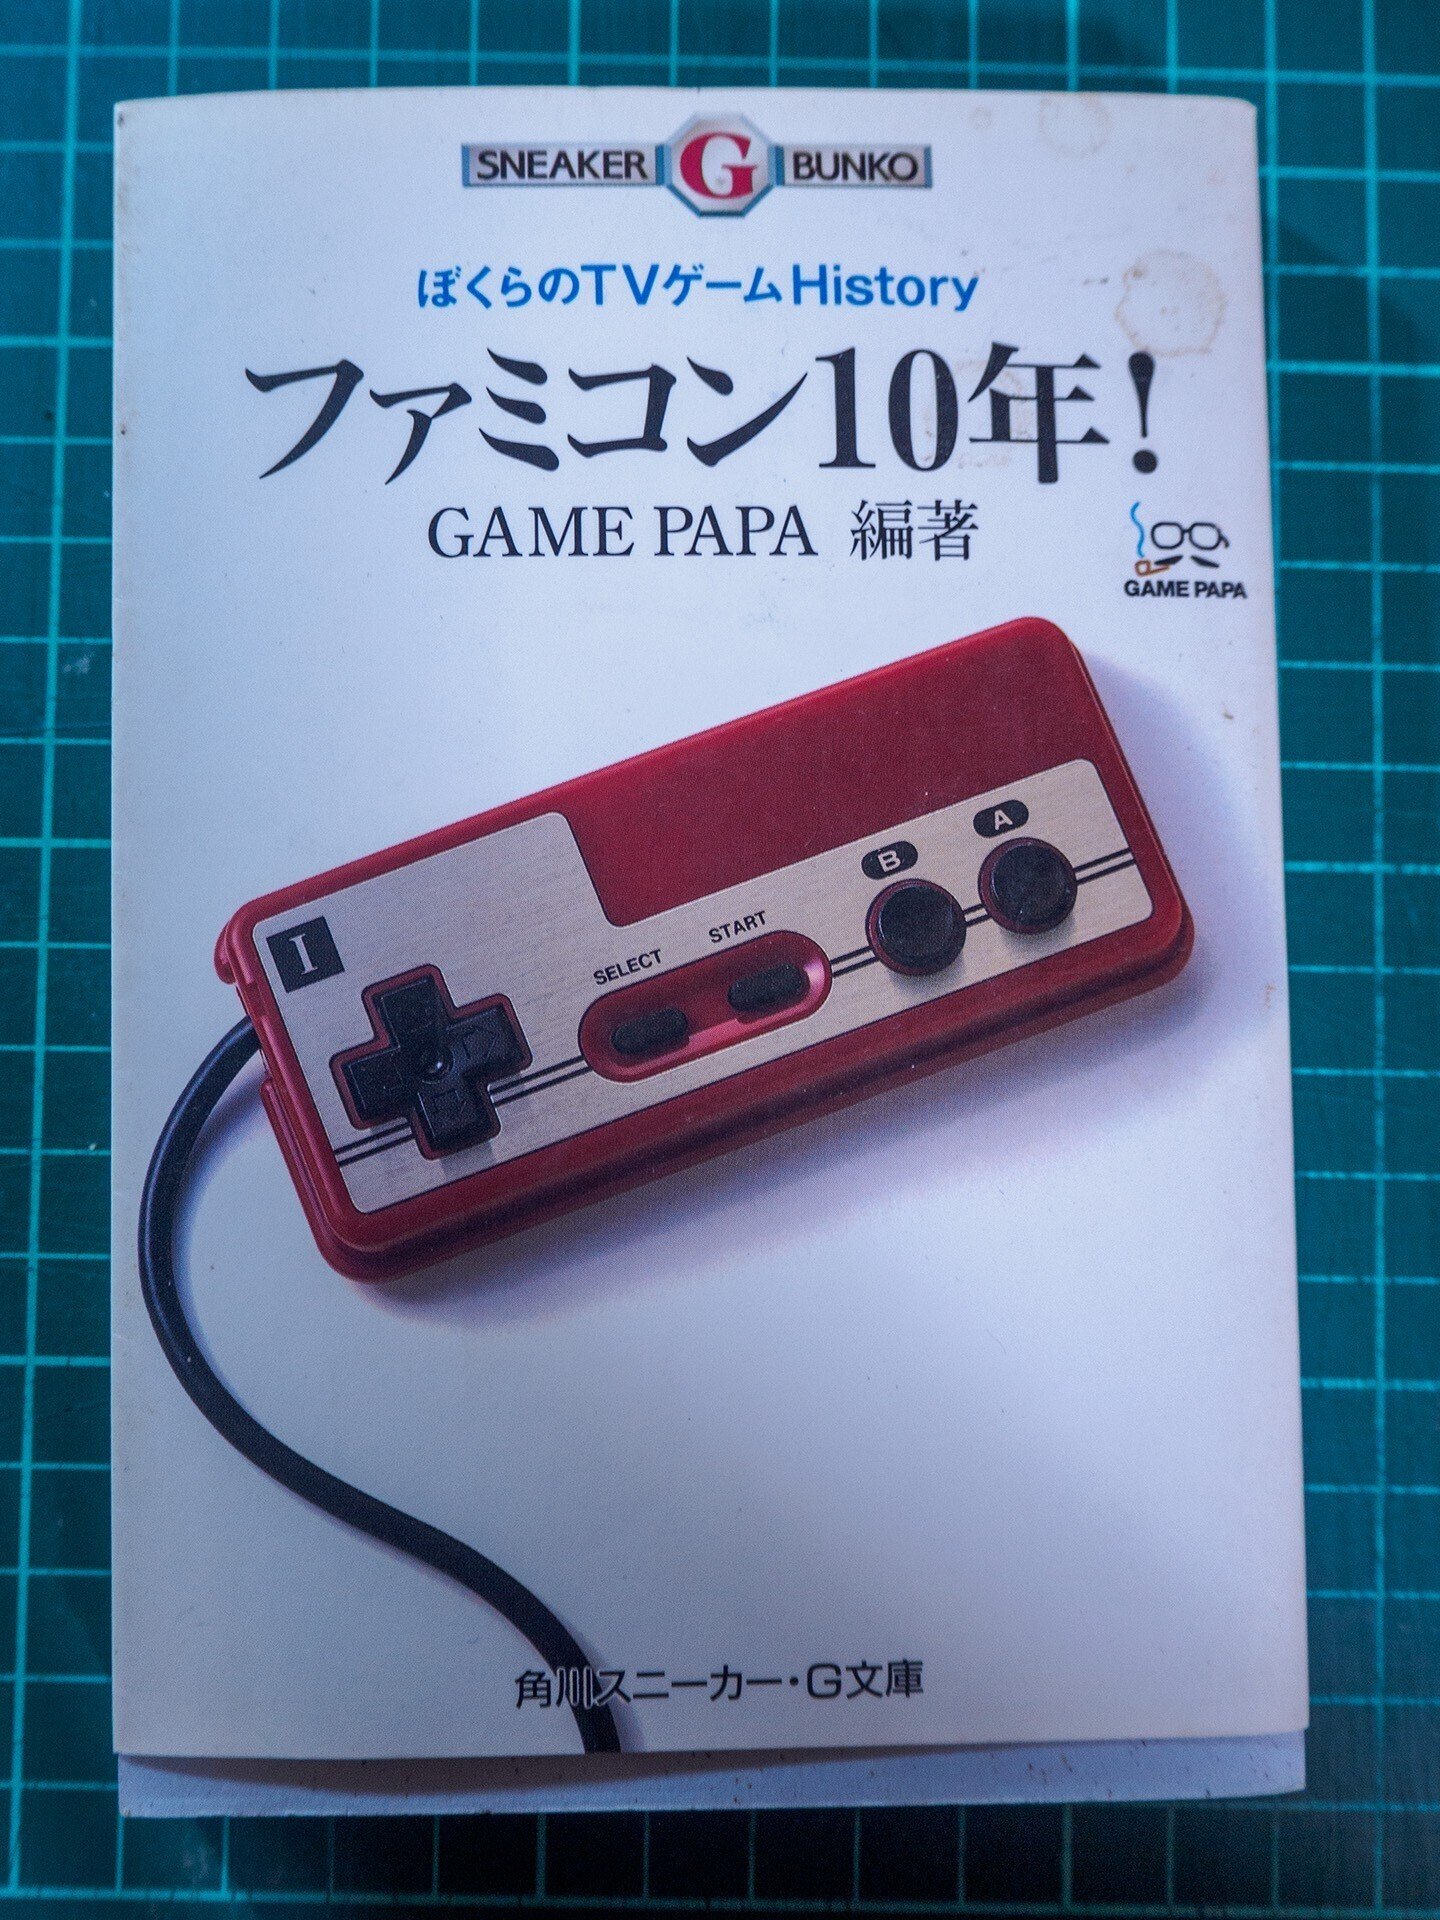 SNEAKER G BUNKO
ぼくらのTVゲームHistory
ファミコン10年!
GAME PAPA 編著
GAME PAPA
I
SELECT
START
B
A
角川スニーカー・G文庫